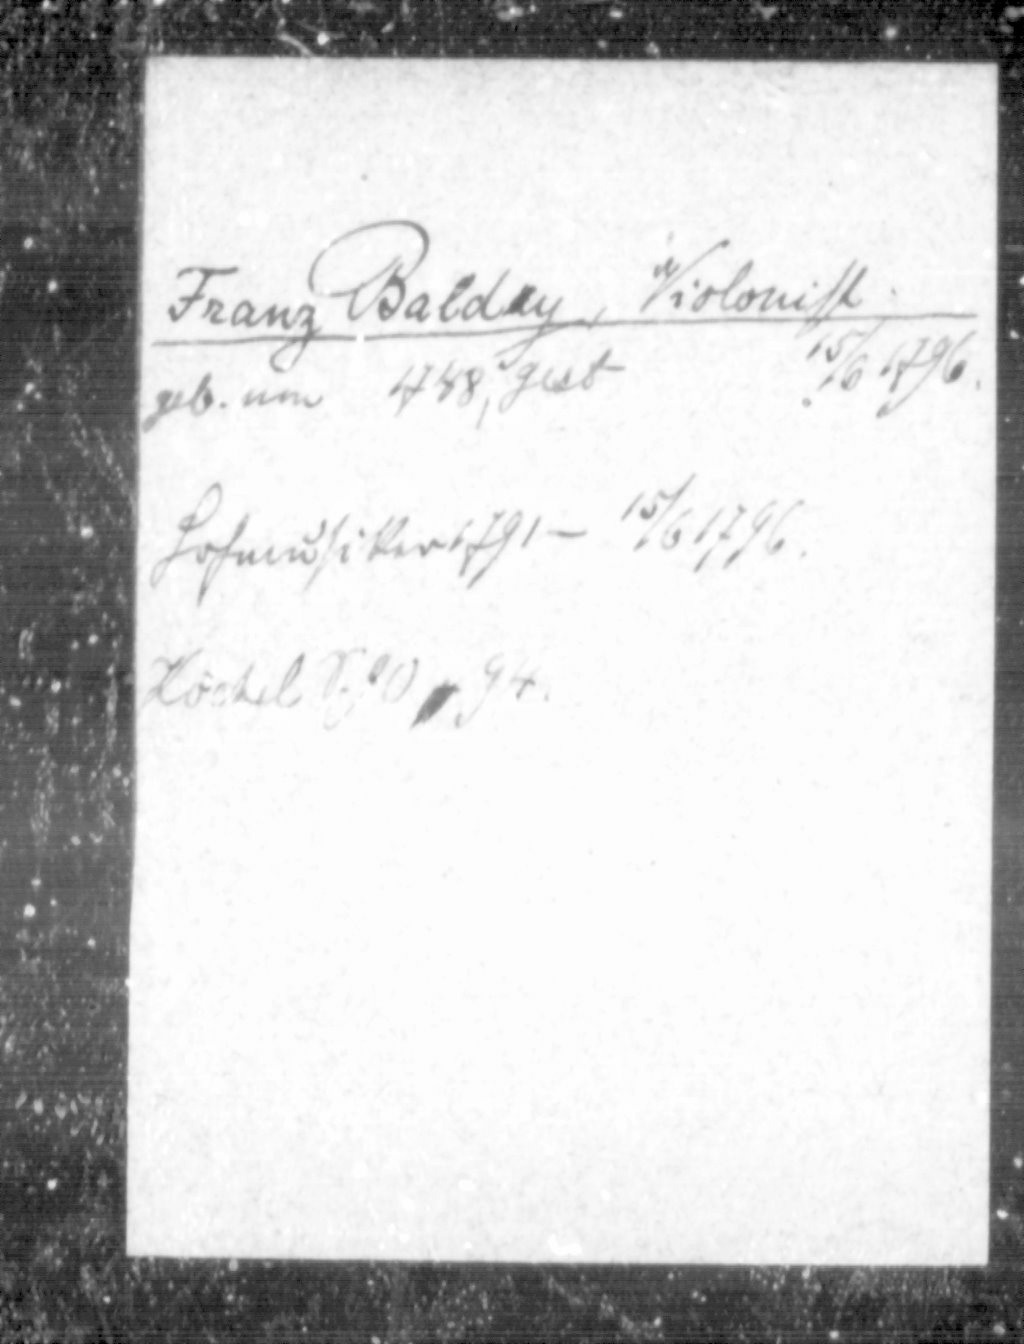 Franz Balday, Violonist.
geb. um 1748, gest 15/6 1796.
Hofmusiker 1791 – 15/6 1796.
Köchel S. 90, 94.